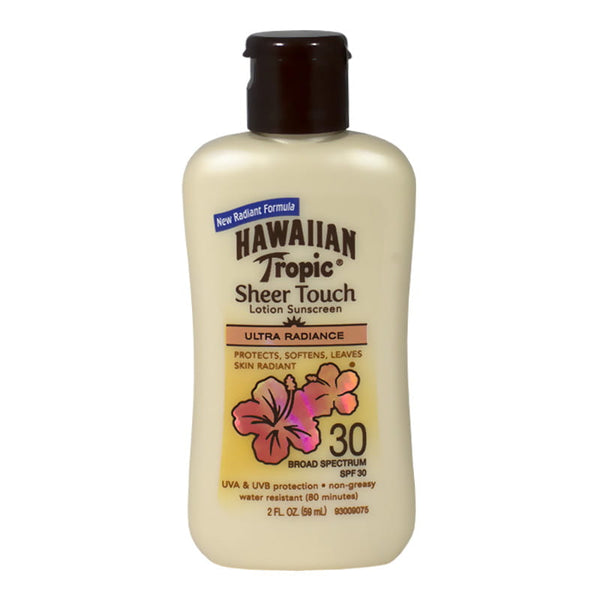 New Radiant Formula
HAWAIIAN
Tropic®
Sheer Touch
Lotion Sunscreen
ULTRA RADIANCE
PROTECTS, SOFTENS, LEAVES
SKIN RADIANT
30
BROAD SPECTRUM
SPF 30
UVA & UVB protection • non-greasy
water resistant (80 minutes)
2 FL. OZ. (59 mL) 93009075